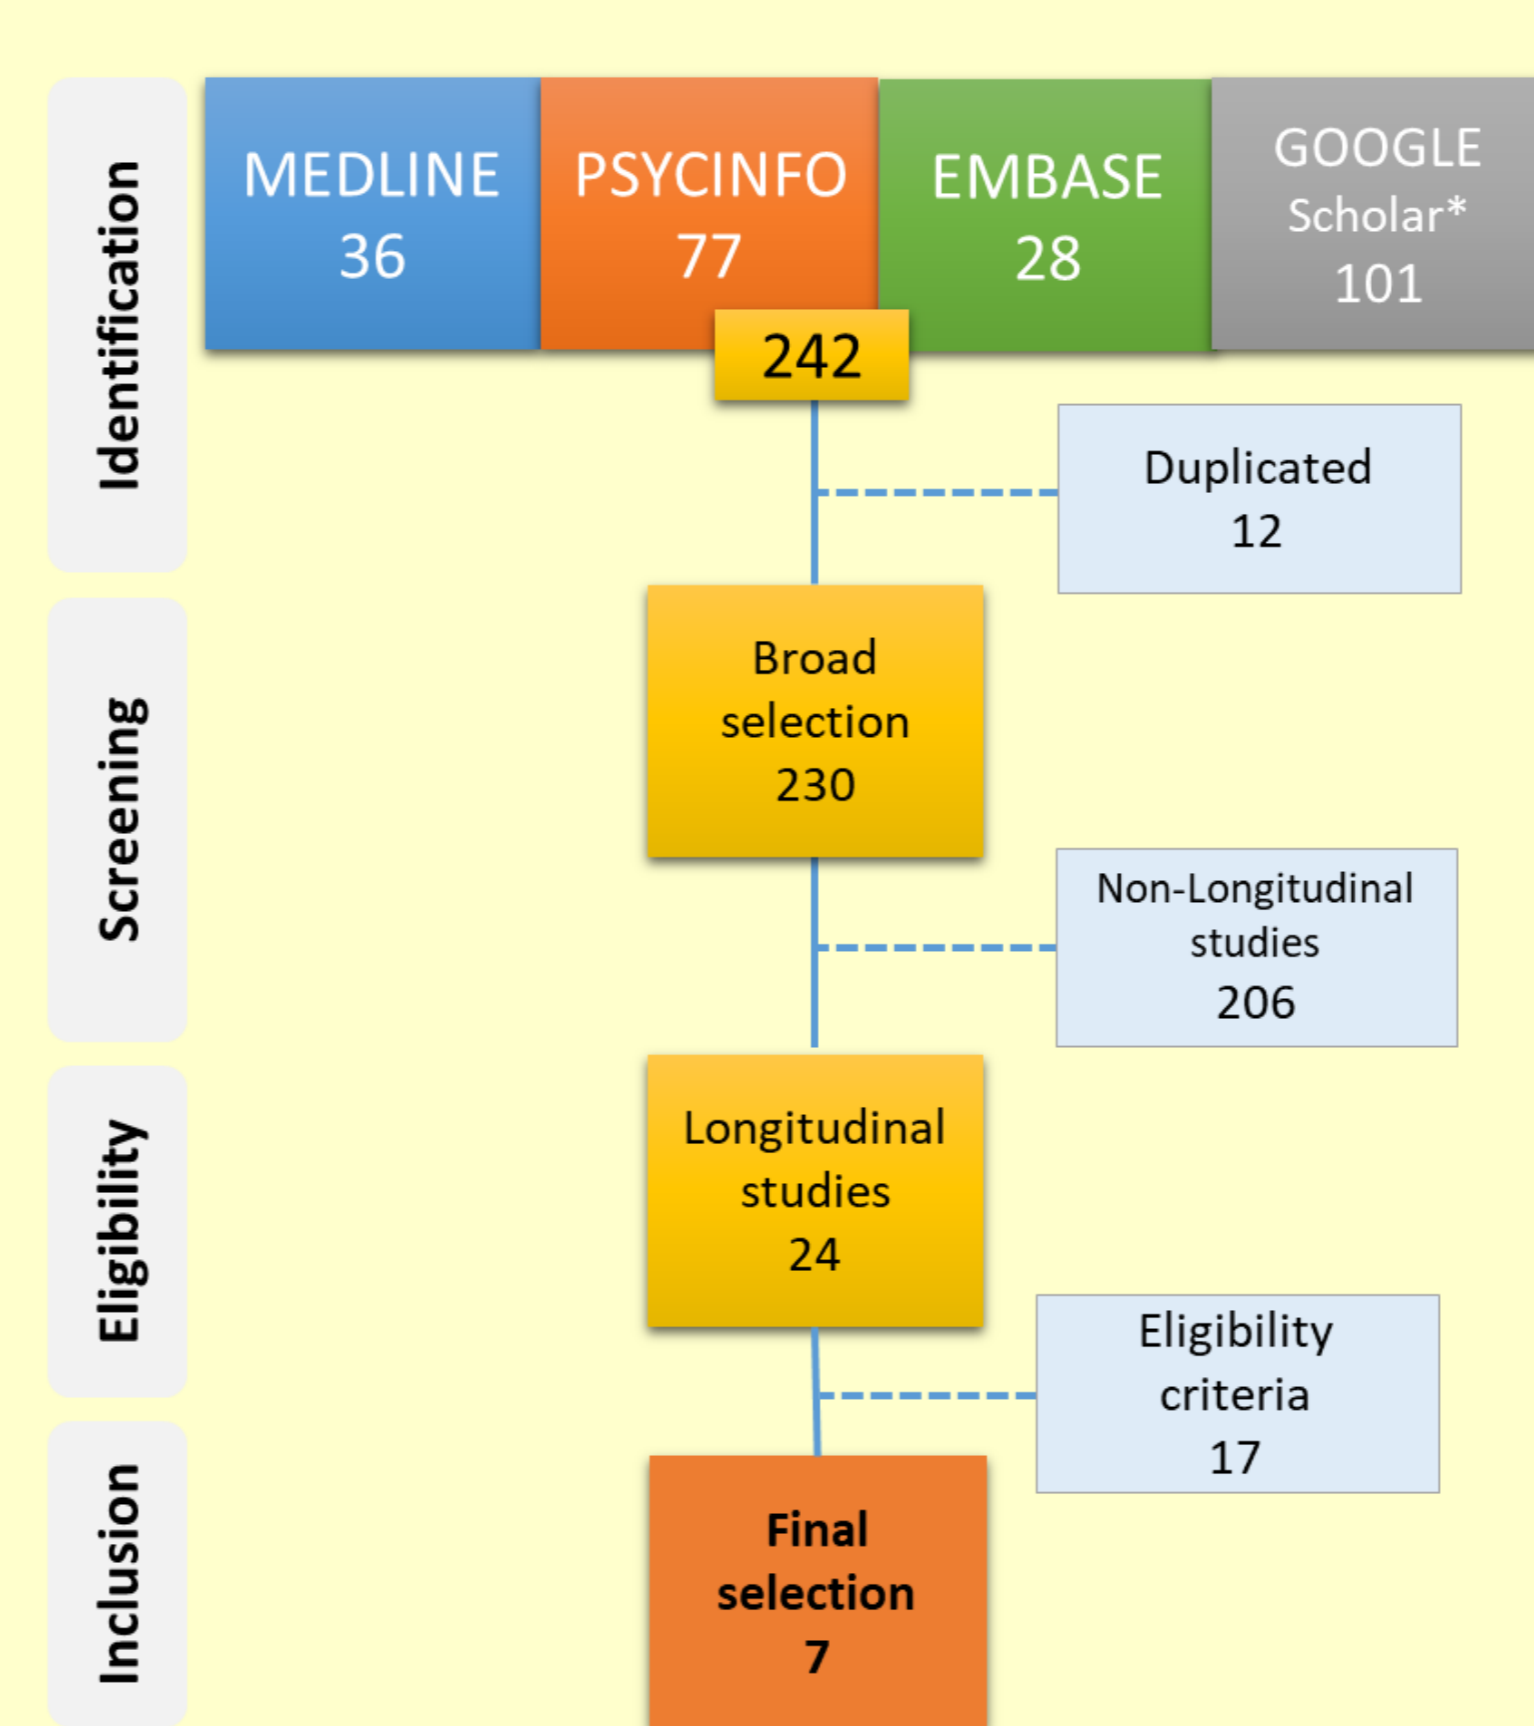 Identification
MEDLINE
36
PSYCINFO
77
EMBASE
28
GOOGLE
Scholar*
101
242
Duplicated
12
Screening
Broad
selection
230
Non-Longitudinal
studies
206
Eligibility
Longitudinal
studies
24
Eligibility
criteria
17
Inclusion
Final
selection
7